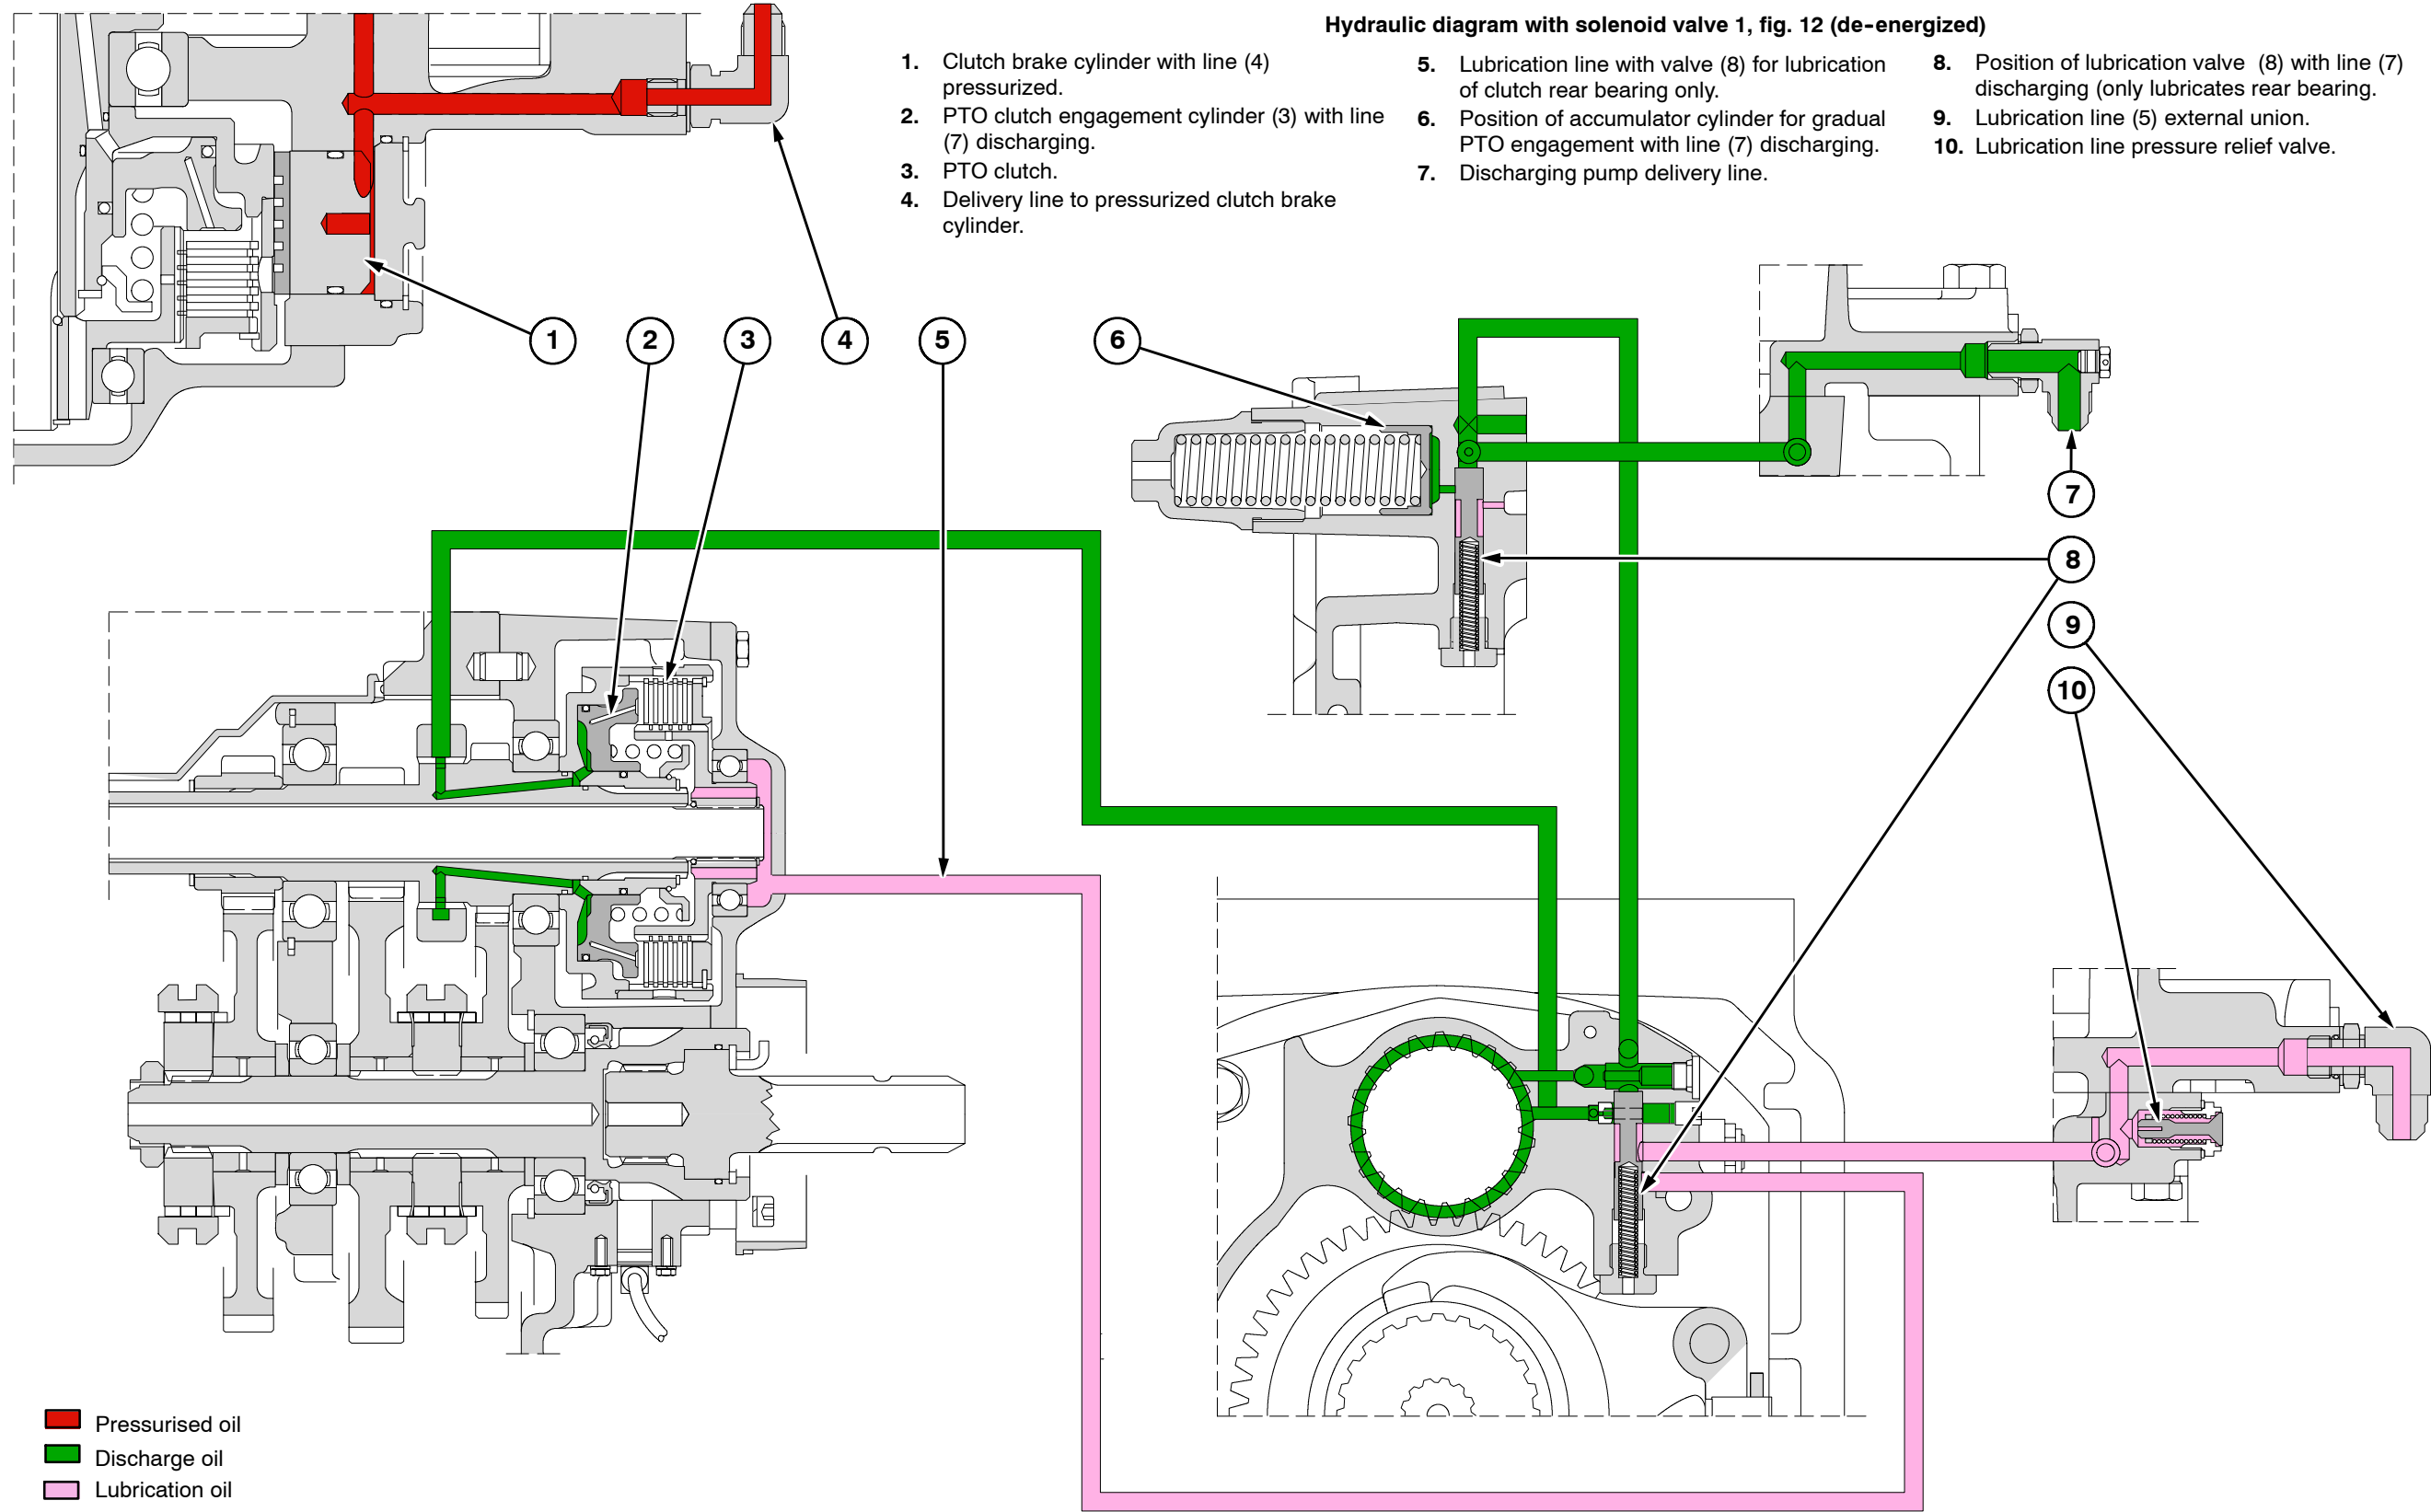 Hydraulic diagram with solenoid valve 1, fig. 12 (de-energized)
1. Clutch brake cylinder with line (4)
pressurized.
2. PTO clutch engagement cylinder (3) with line
(7) discharging.
3. PTO clutch.
4. Delivery line to pressurized clutch brake
cylinder.
5. Lubrication line with valve (8) for lubrication
of clutch rear bearing only.
6. Position of accumulator cylinder for gradual
PTO engagement with line (7) discharging.
7. Discharging pump delivery line.
8. Position of lubrication valve (8) with line (7)
discharging (only lubricates rear bearing.
9. Lubrication line (5) external union.
10. Lubrication line pressure relief valve.
1
2
3
4
5
6
7
8
9
10
Pressurised oil
Discharge oil
Lubrication oil